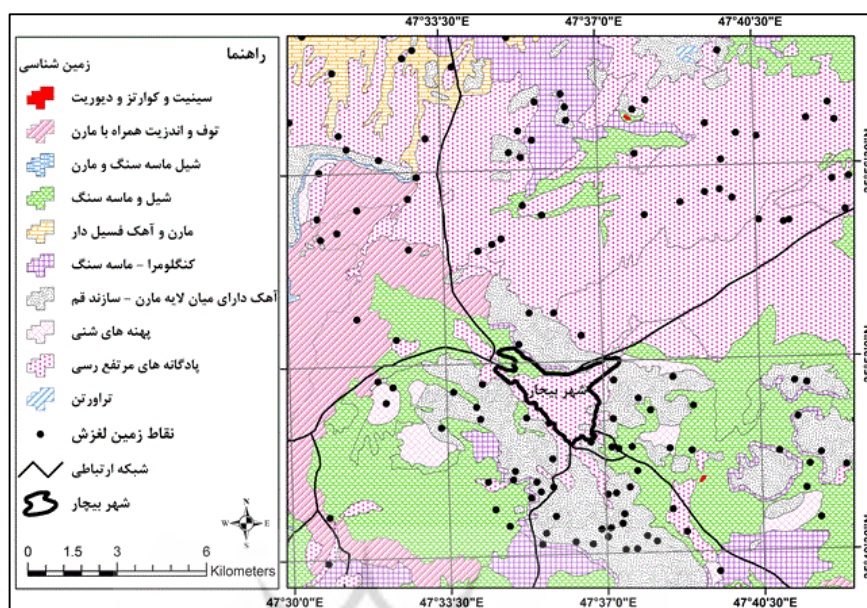 47°33'30"E 47°37'0"E 47°40'30"E
راهنما
زمین شناسی
سینیت و کوارتز و دیوریت
توف و اندزیت همراه با مارن
شیل ماسه سنگ و مارن
شیل و ماسه سنگ
مارن و آهک فسیل دار
کنگلومرا - ماسه سنگ
آهک دارای میان لایه مارن - سازند قم
پهنه های شنی
پادگانه های مرتفع رسی
تراورتن
نقاط زمین لغزش
شبکه ارتباطی
شهر بیجار
N
W E
S
0 1.5 3 6
Kilometers
شهر بیجار
47°30'0"E 47°33'30"E 47°37'0"E 47°40'30"E